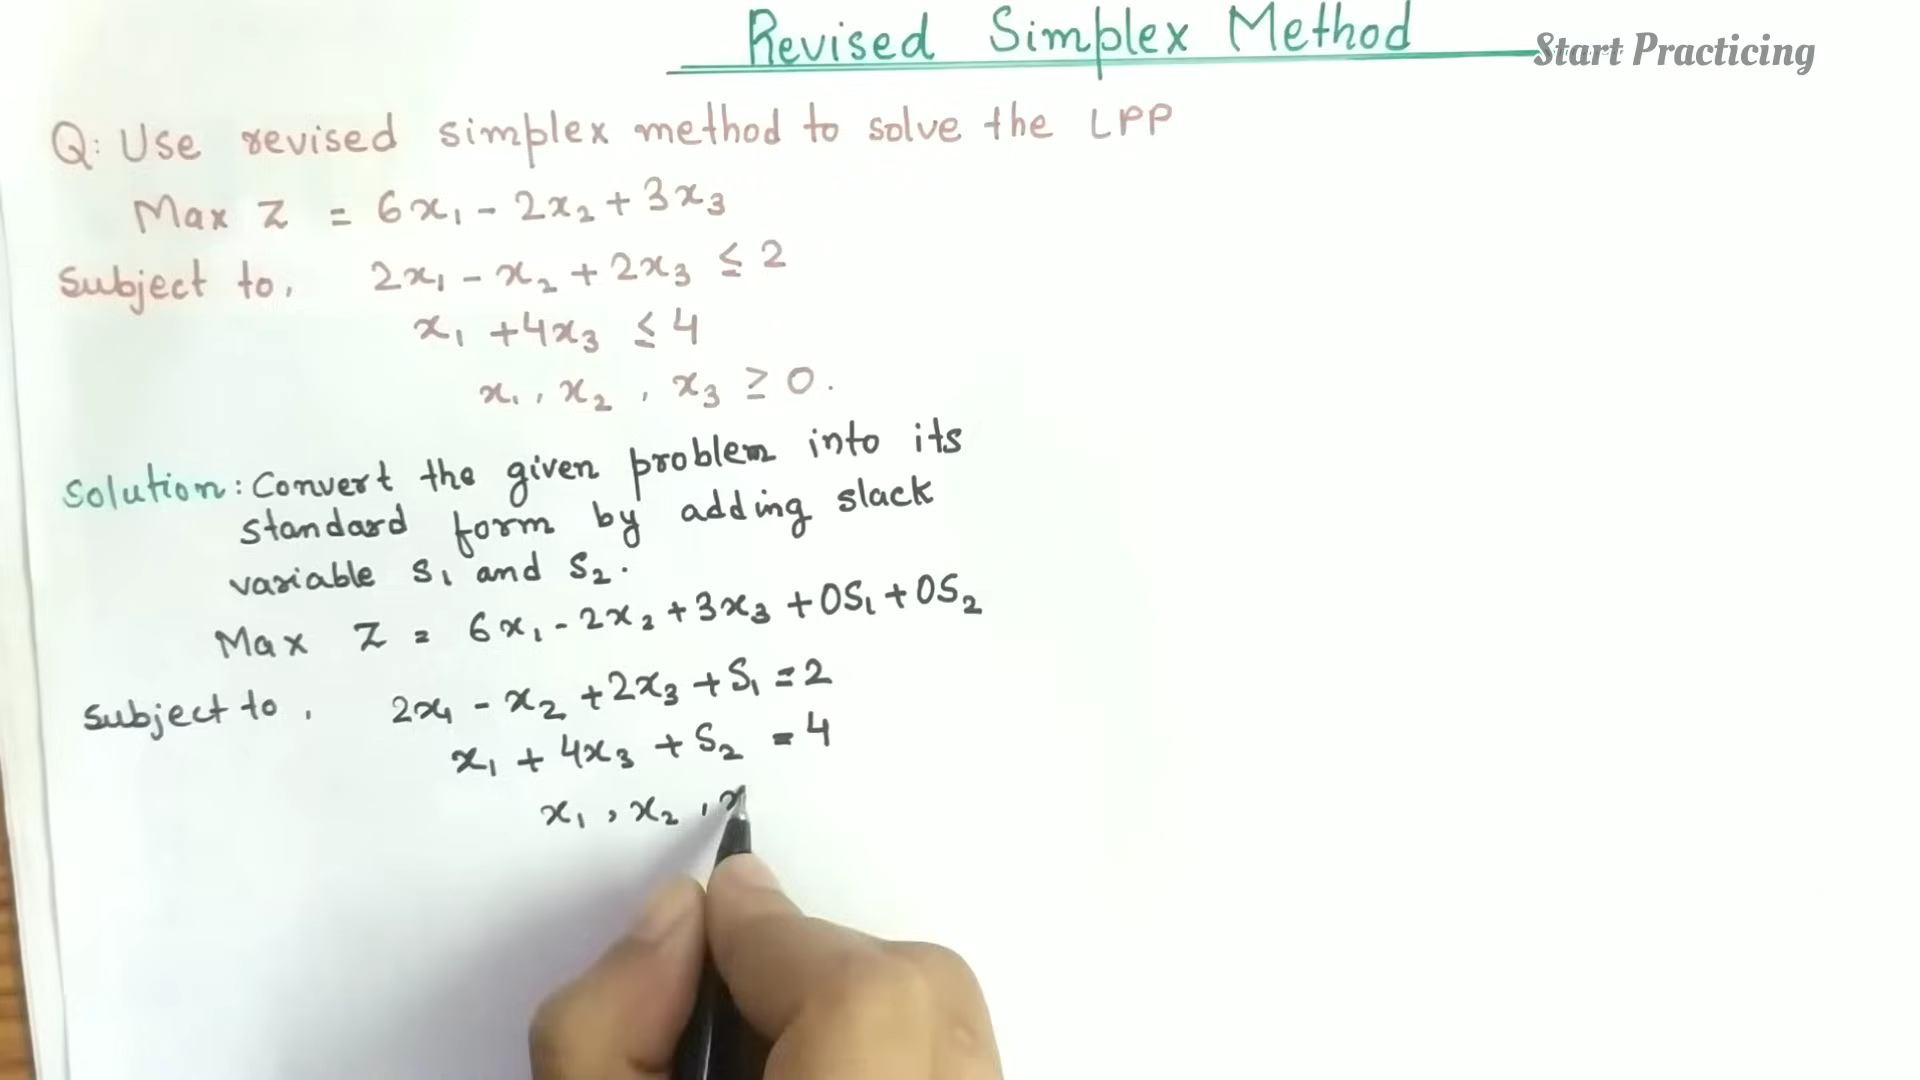 Revised Simplex Method
Start Practicing
Q: Use revised simplex method to solve the LPP
Max Z = 6x₁ - 2x₂ + 3x₃
Subject to, 2x₁ - x₂ + 2x₃ ≤ 2
x₁ + 4x₃ ≤ 4
x₁, x₂, x₃ ≥ 0.
Solution: Convert the given problem into its
standard form by adding slack
variable S₁ and S₂.
Max Z = 6x₁ - 2x₂ + 3x₃ + 0S₁ + 0S₂
Subject to, 2x₁ - x₂ + 2x₃ + S₁ = 2
x₁ + 4x₃ + S₂ = 4
x₁, x₂, x